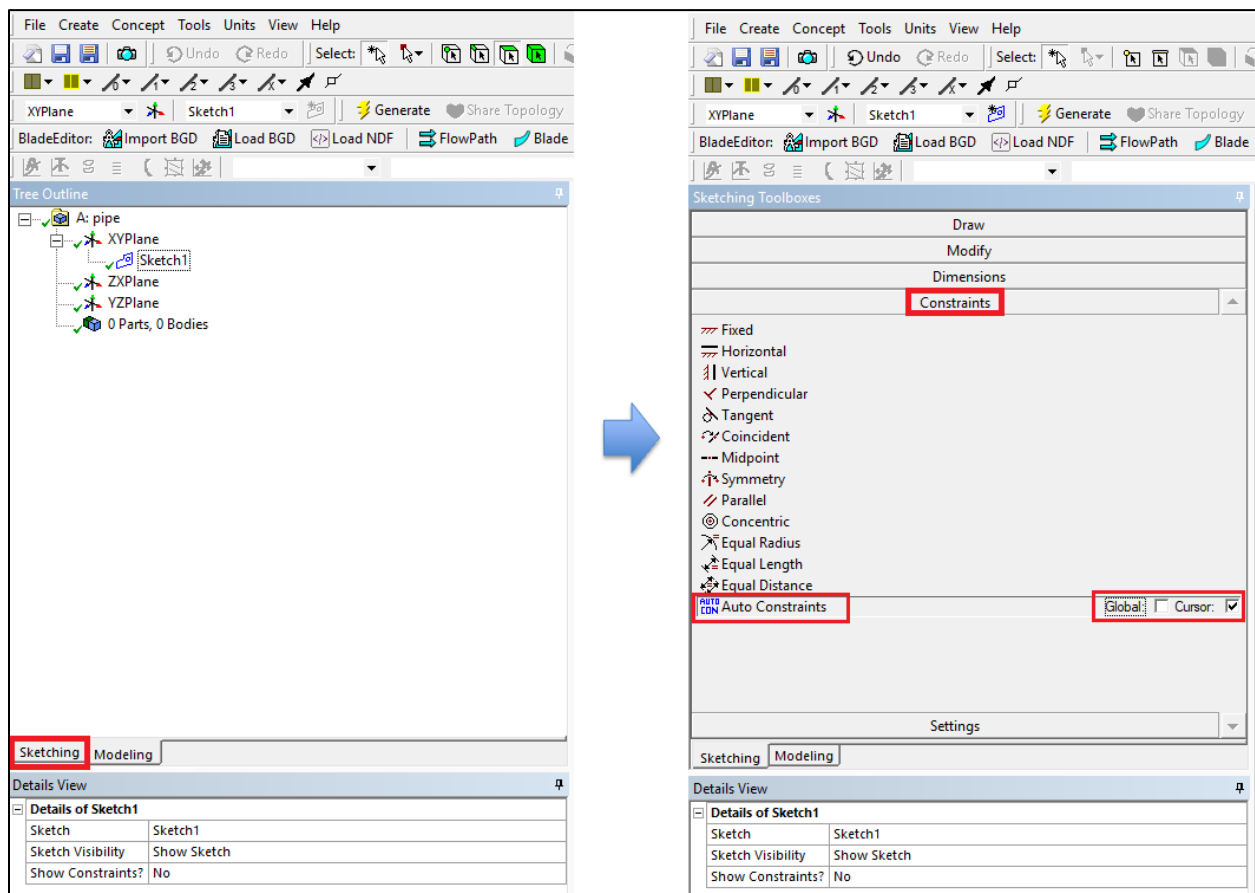 File Create Concept Tools Units View Help
Undo Redo Select:
XYPlane Sketch1 Generate Share Topology
BladeEditor: Import BGD Load BGD Load NDF FlowPath Blade
Tree Outline
A: pipe
XYPlane
Sketch1
ZXPlane
YZPlane
0 Parts, 0 Bodies
Sketching Modeling
Details View
Details of Sketch1
Sketch Sketch1
Sketch Visibility Show Sketch
Show Constraints? No
File Create Concept Tools Units View Help
Undo Redo Select:
XYPlane Sketch1 Generate Share Topology
BladeEditor: Import BGD Load BGD Load NDF FlowPath Blade
Sketching Toolboxes
Draw
Modify
Dimensions
Constraints
Fixed
Horizontal
Vertical
Perpendicular
Tangent
Coincident
Midpoint
Symmetry
Parallel
Concentric
Equal Radius
Equal Length
Equal Distance
AUTO CON Auto Constraints Global: Cursor:
Settings
Sketching Modeling
Details View
Details of Sketch1
Sketch Sketch1
Sketch Visibility Show Sketch
Show Constraints? No